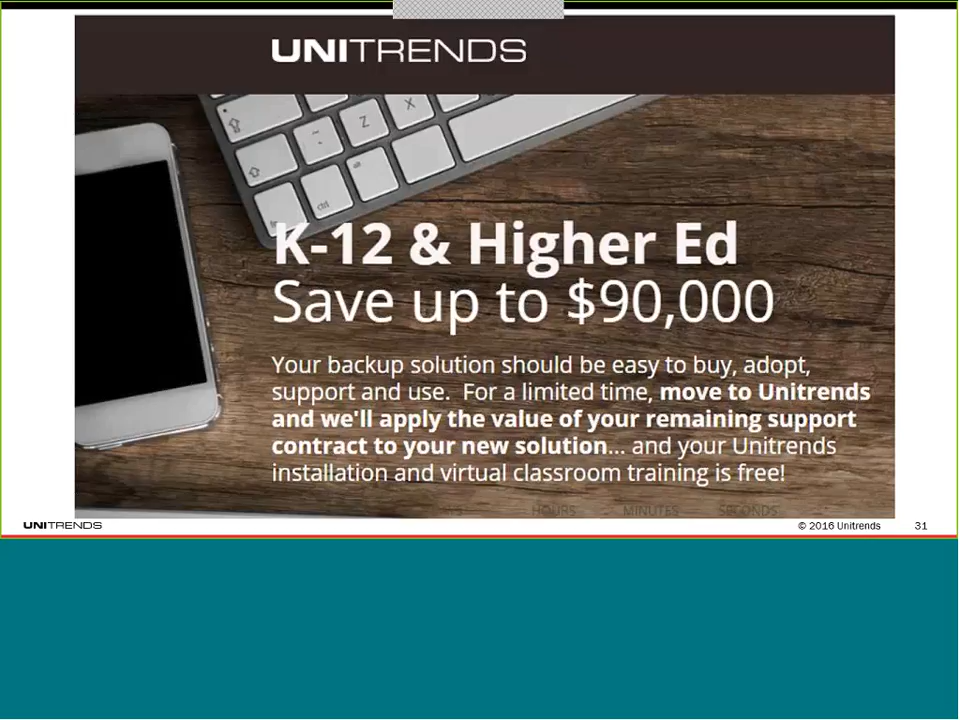 UNITRENDS
K-12 & Higher Ed
Save up to $90,000
Your backup solution should be easy to buy, adopt,
support and use.  For a limited time, move to Unitrends
and we'll apply the value of your remaining support
contract to your new solution... and your Unitrends
installation and virtual classroom training is free!
HOURS MINUTES SECONDS
UNITRENDS © 2016 Unitrends 31
X
Z
alt
ctrl